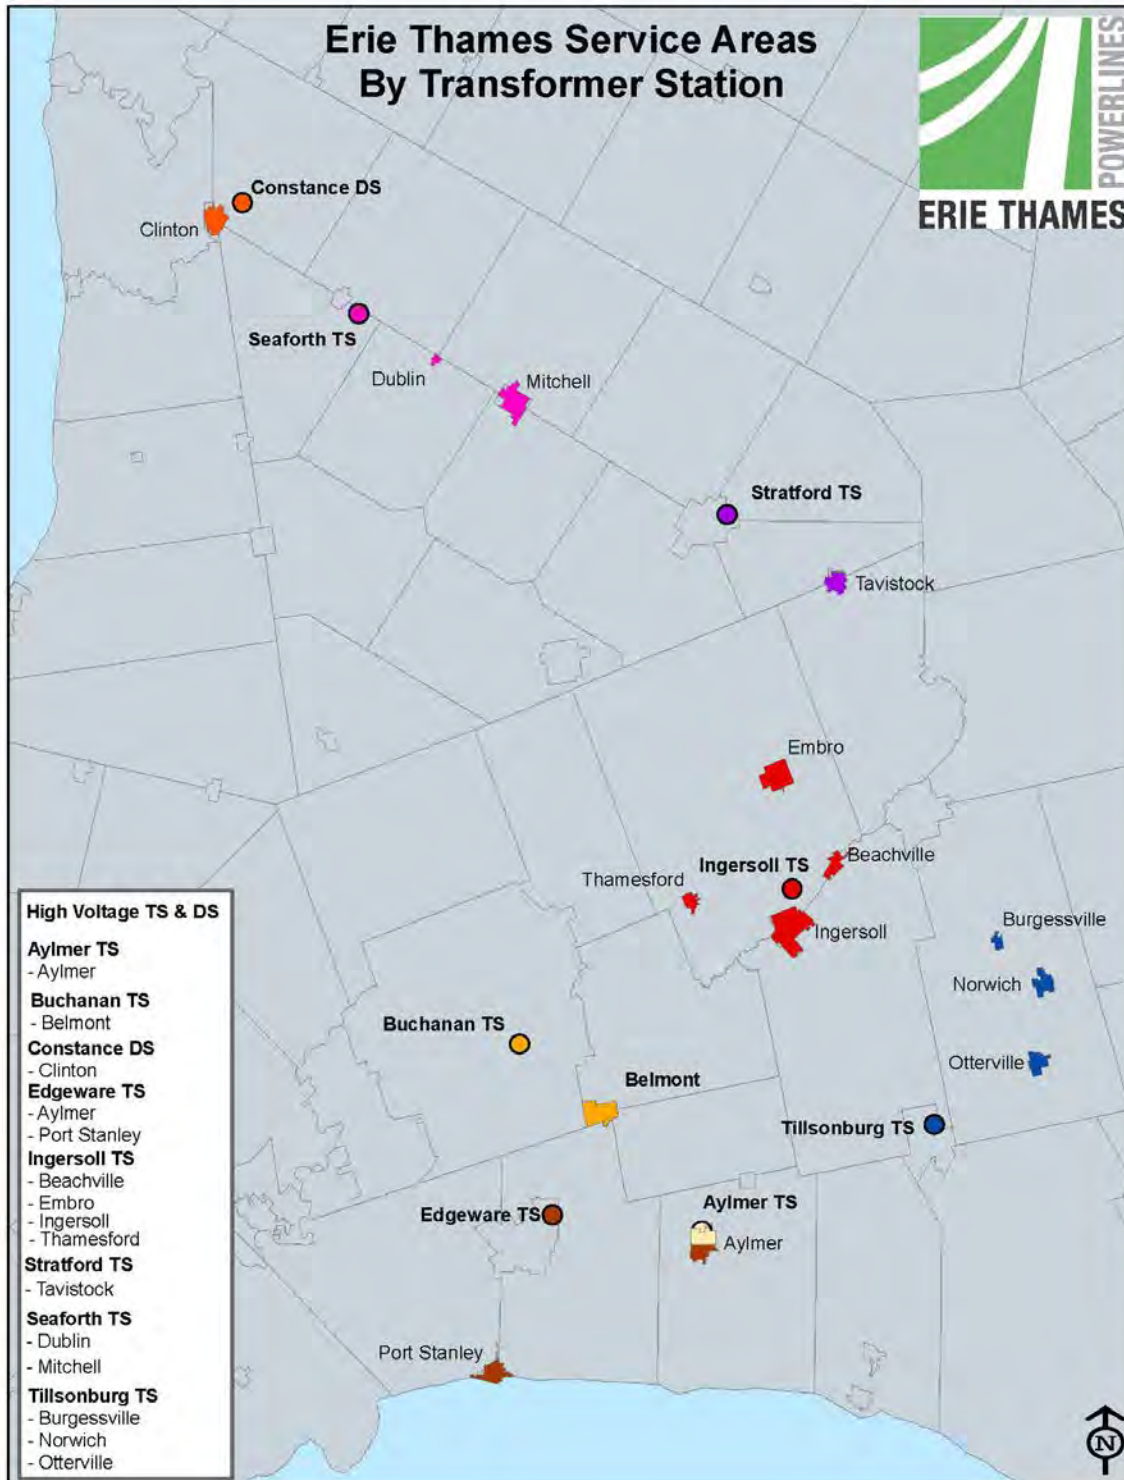 Erie Thames Service Areas
By Transformer Station
POWERLINES
ERIE THAMES
Constance DS
Clinton
Seaforth TS
Dublin
Mitchell
Stratford TS
Tavistock
Embro
Beachville
Ingersoll TS
Thamesford
Ingersoll
Burgessville
Norwich
Otterville
Buchanan TS
Belmont
Tillsonburg TS
Edgeware TS
Aylmer TS
Aylmer
Port Stanley
High Voltage TS & DS
Aylmer TS
- Aylmer
Buchanan TS
- Belmont
Constance DS
- Clinton
Edgeware TS
- Aylmer
- Port Stanley
Ingersoll TS
- Beachville
- Embro
- Ingersoll
- Thamesford
Stratford TS
- Tavistock
Seaforth TS
- Dublin
- Mitchell
Tillsonburg TS
- Burgessville
- Norwich
- Otterville
N